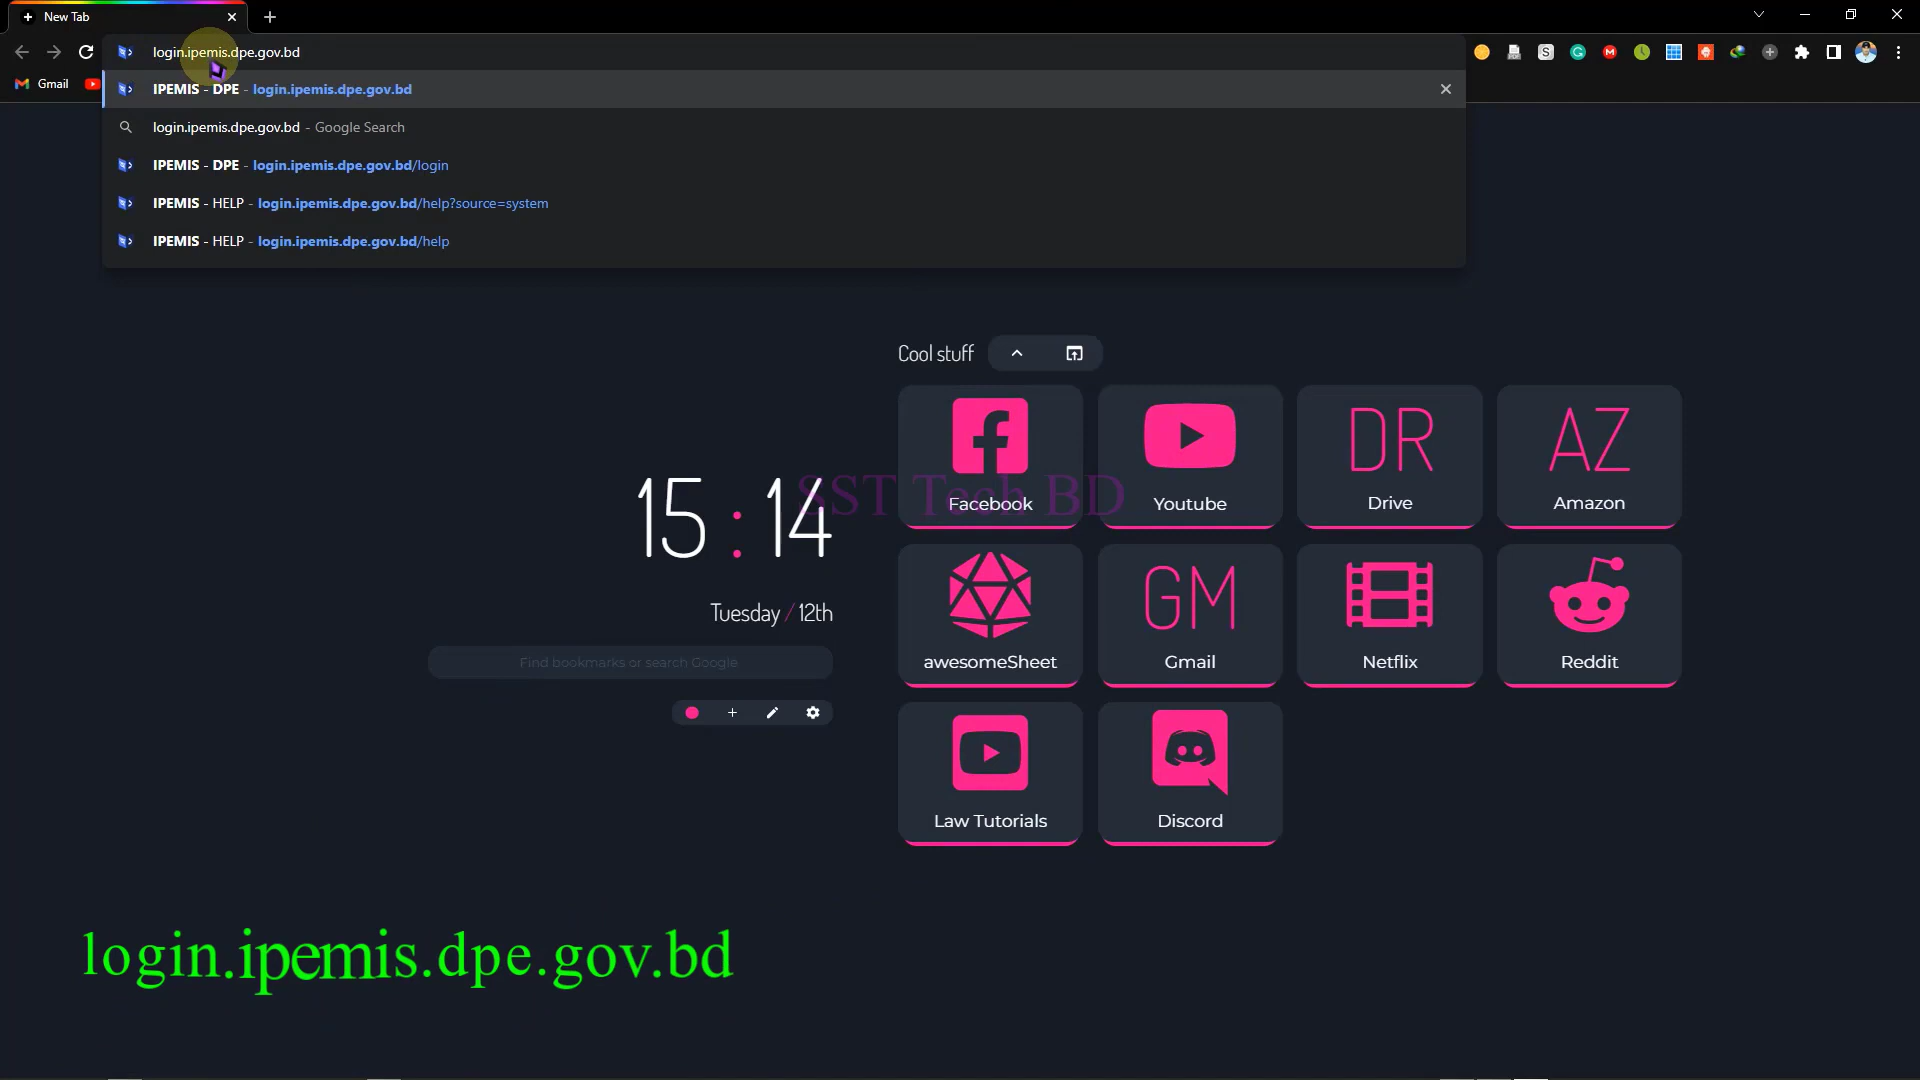 New Tab
login.ipemis.dpe.gov.bd
Gmail
IPEMIS - DPE - login.ipemis.dpe.gov.bd
login.ipemis.dpe.gov.bd - Google Search
IPEMIS - DPE - login.ipemis.dpe.gov.bd/login
IPEMIS - HELP - login.ipemis.dpe.gov.bd/help?source=system
IPEMIS - HELP - login.ipemis.dpe.gov.bd/help
Cool stuff
DR
AZ
Facebook
Youtube
Drive
Amazon
SST Tech BD
15 : 14
Tuesday / 12th
Find bookmarks or search Google
GM
awesomeSheet
Gmail
Netflix
Reddit
Law Tutorials
Discord
login.ipemis.dpe.gov.bd